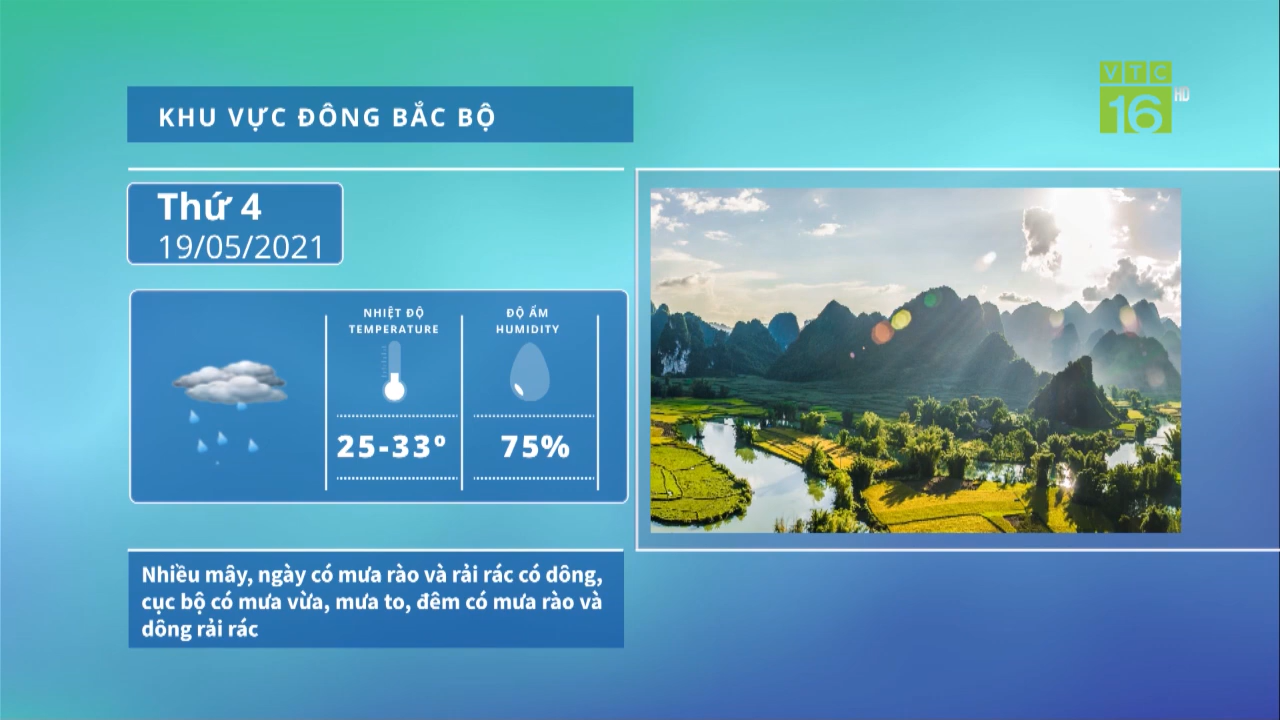 VTC
16
HD
KHU VỰC ĐÔNG BẮC BỘ
Thứ 4
19/05/2021
NHIỆT ĐỘ
TEMPERATURE
25-33º
ĐỘ ẨM
HUMIDITY
75%
Nhiều mây, ngày có mưa rào và rải rác có dông,
cục bộ có mưa vừa, mưa to, đêm có mưa rào và
dông rải rác